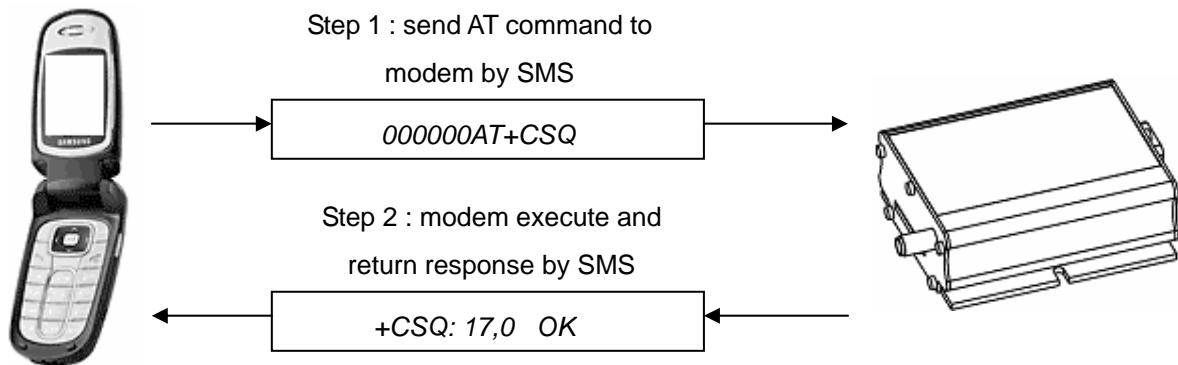 Step 1 : send AT command to
modem by SMS
SAMSUNG
000000AT+CSQ
Step 2 : modem execute and
return response by SMS
+CSQ: 17,0 OK